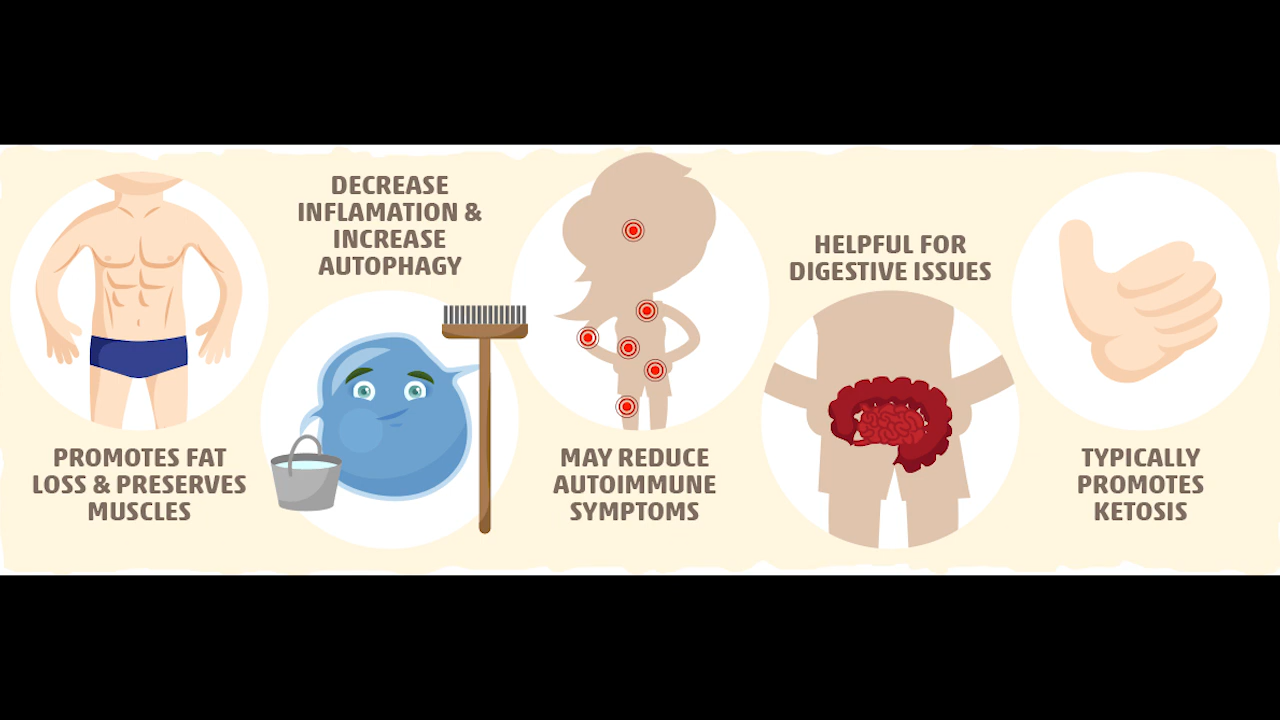 PROMOTES FAT
LOSS & PRESERVES
MUSCLES
DECREASE
INFLAMATION &
INCREASE
AUTOPHAGY
MAY REDUCE
AUTOIMMUNE
SYMPTOMS
HELPFUL FOR
DIGESTIVE ISSUES
TYPICALLY
PROMOTES
KETOSIS